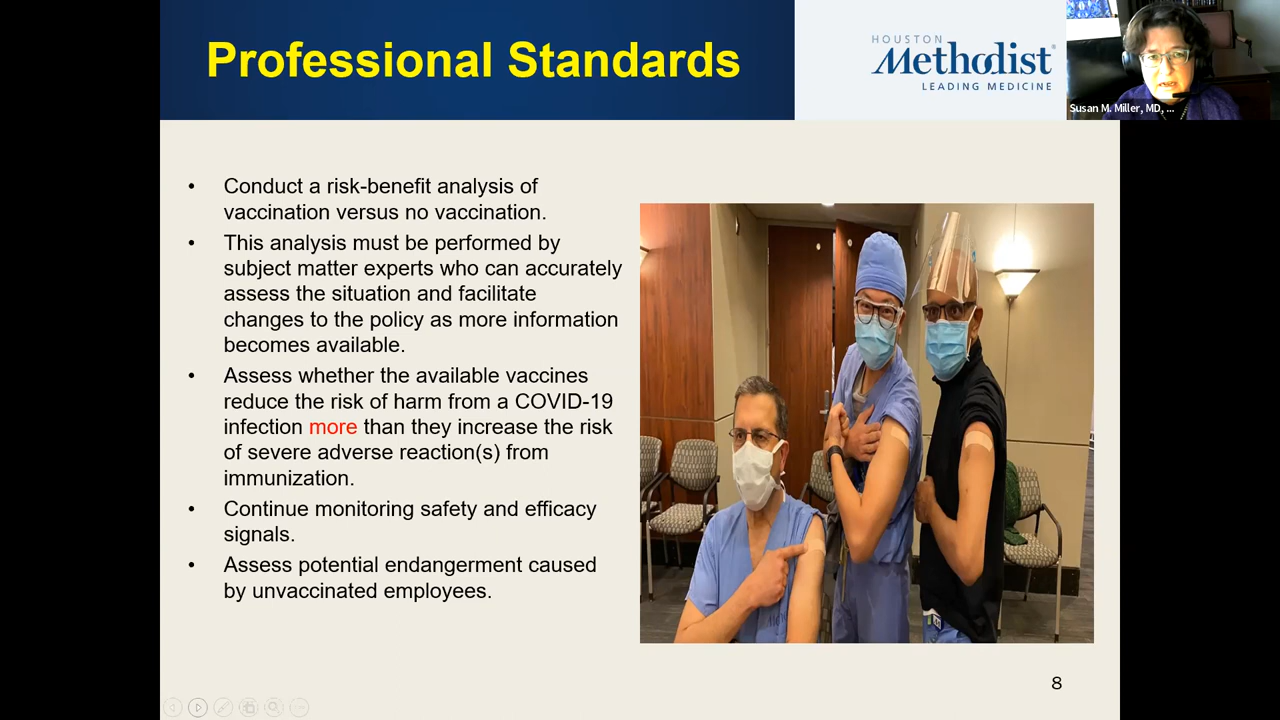 Professional Standards
HOUSTON
Methodist®
LEADING MEDICINE
Susan M. Miller, MD, ...
• Conduct a risk-benefit analysis of
vaccination versus no vaccination.
• This analysis must be performed by
subject matter experts who can accurately
assess the situation and facilitate
changes to the policy as more information
becomes available.
• Assess whether the available vaccines
reduce the risk of harm from a COVID-19
infection more than they increase the risk
of severe adverse reaction(s) from
immunization.
• Continue monitoring safety and efficacy
signals.
• Assess potential endangerment caused
by unvaccinated employees.
8